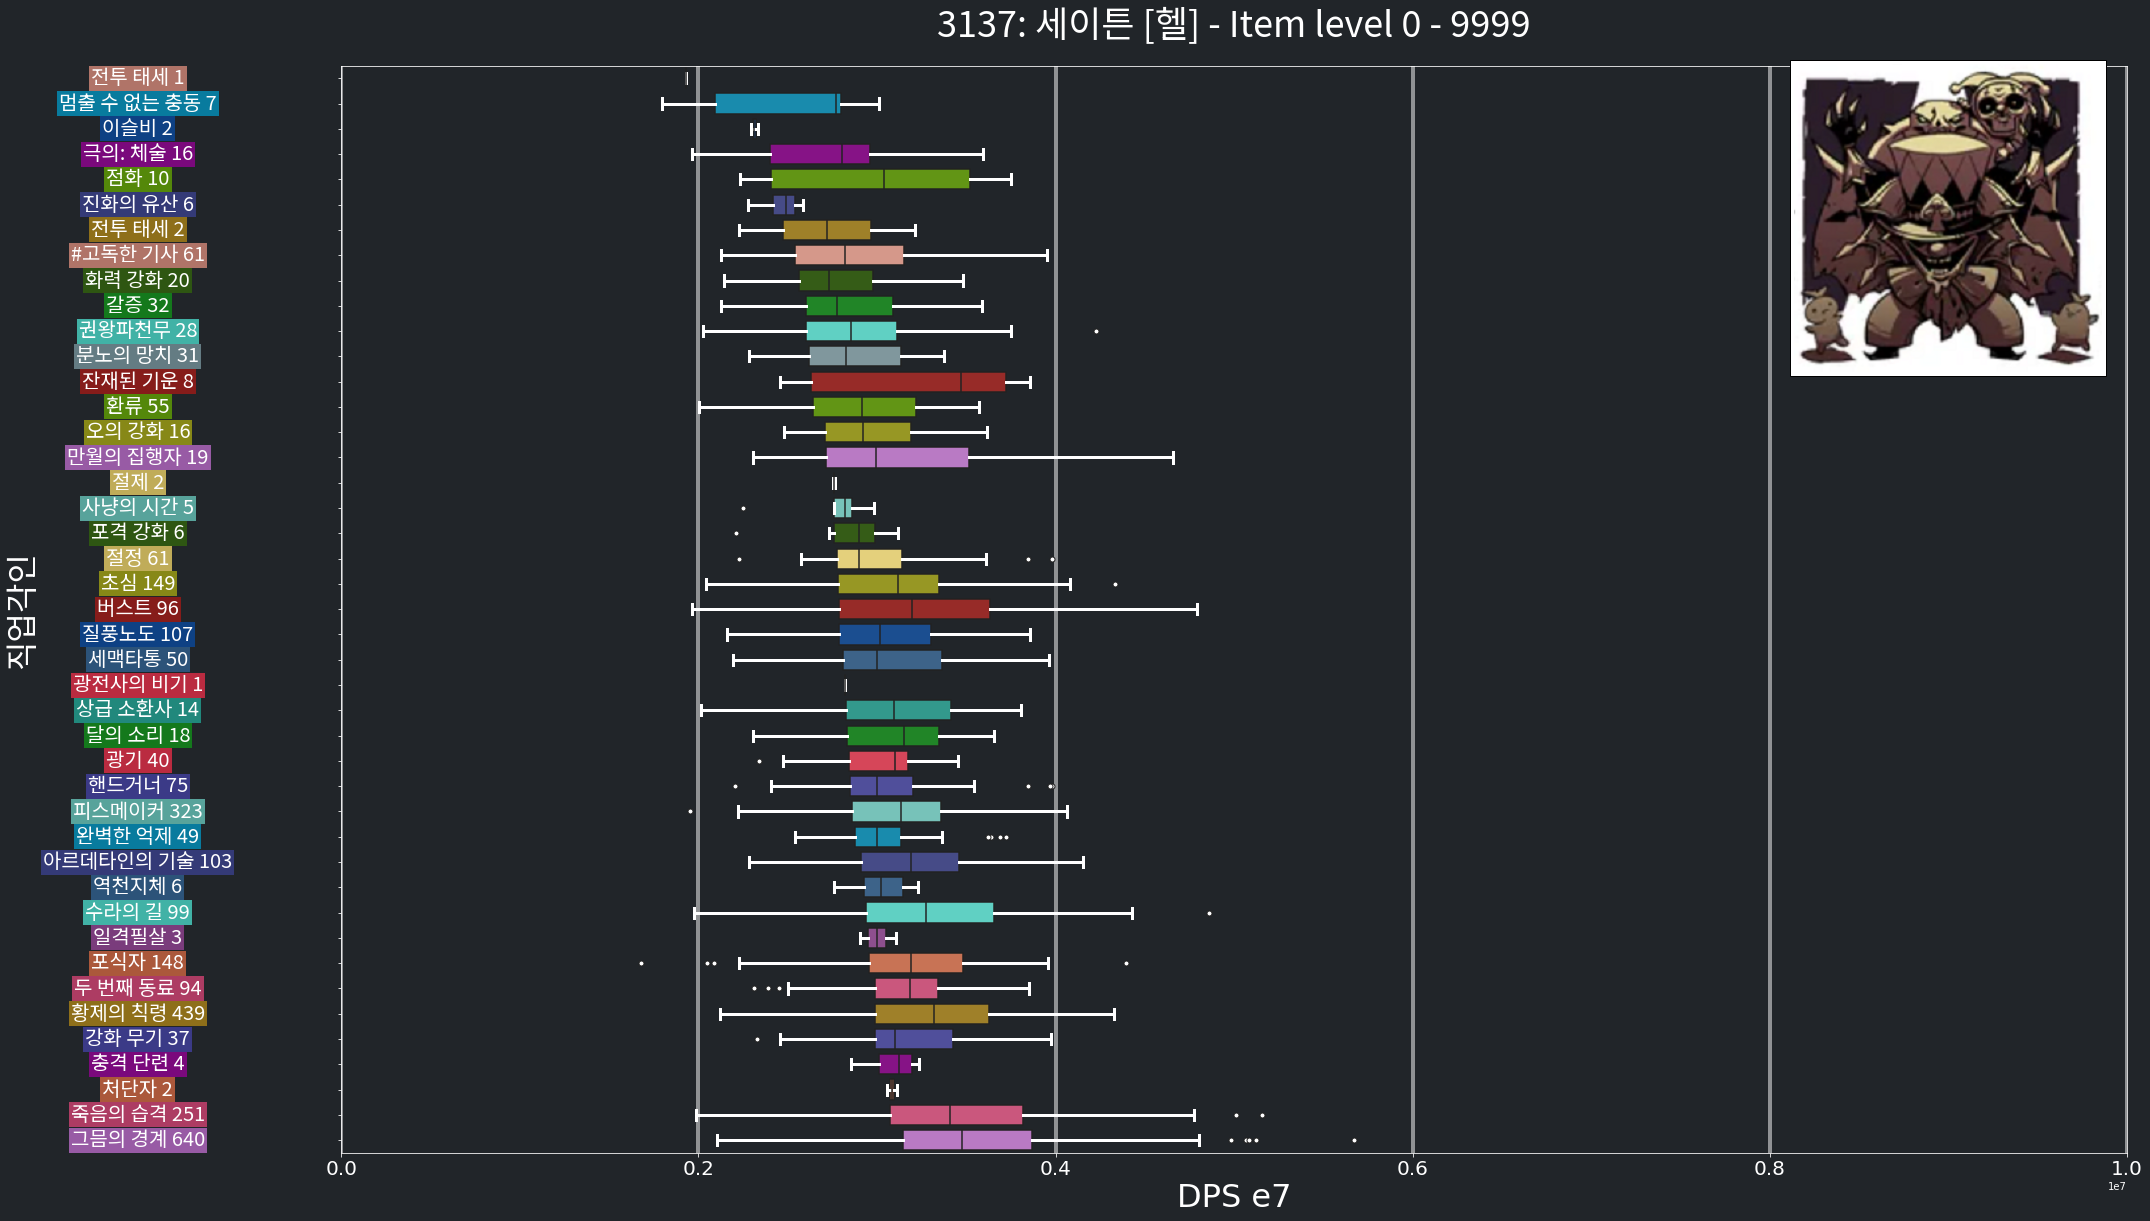 3137: 세이튼 [헬] - Item level 0 - 9999
전투 태세 1
멈출 수 없는 충동 7
이슬비 2
극의: 체술 16
점화 10
진화의 유산 6
전투 태세 2
#고독한 기사 61
화력 강화 20
갈증 32
권왕파천무 28
분노의 망치 31
잔재된 기운 8
환류 55
오의 강화 16
만월의 집행자 19
절제 2
사냥의 시간 5
포격 강화 6
절정 61
초심 149
버스트 96
질풍노도 107
세맥타통 50
광전사의 비기 1
상급 소환사 14
달의 소리 18
광기 40
핸드거너 75
피스메이커 323
완벽한 억제 49
아르데타인의 기술 103
역천지체 6
수라의 길 99
일격필살 3
포식자 148
두 번째 동료 94
황제의 칙령 439
강화 무기 37
충격 단련 4
처단자 2
죽음의 습격 251
그믐의 경계 640
직업각인
0.0 0.2 0.4 0.6 0.8 1.0
1e7
DPS e7